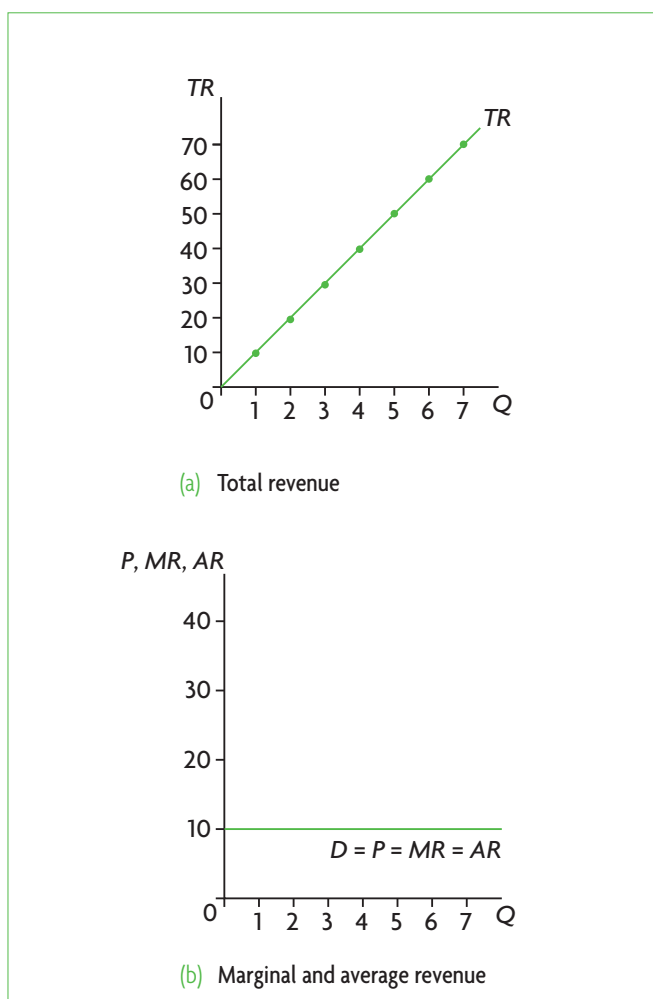 TR
TR
70
60
50
40
30
20
10
0
1 2 3 4 5 6 7 Q
(a) Total revenue
P, MR, AR
40
30
20
10
D = P = MR = AR
0
1 2 3 4 5 6 7 Q
(b) Marginal and average revenue